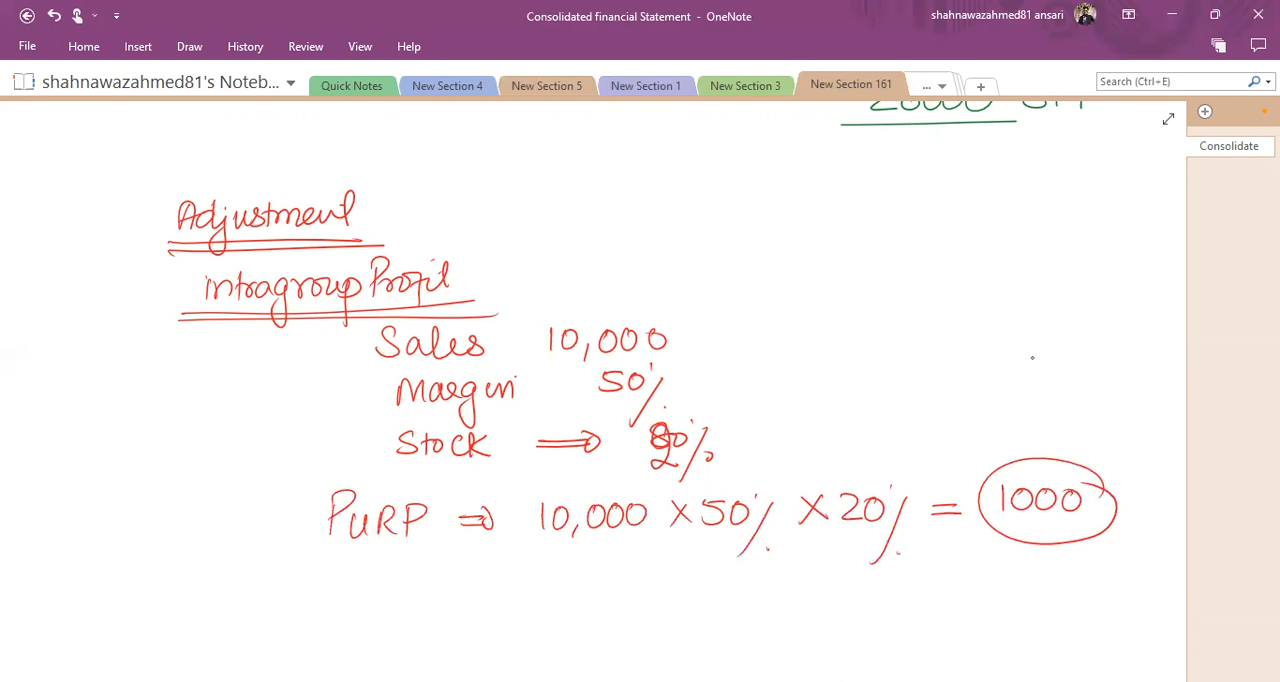 Consolidated financial Statement - OneNote
shahnawazahmed81 ansari
File Home Insert Draw History Review View Help
shahnawazahmed81's Noteb... Quick Notes New Section 4 New Section 5 New Section 1 New Section 3 New Section 161 ... + Search (Ctrl+E)
Consolidate
20000
Adjustment
intragroup Profit
Sales 10,000
Margin 50%
Stock ⇒ 20%
PURP ⇒ 10,000 × 50% × 20% = 1000